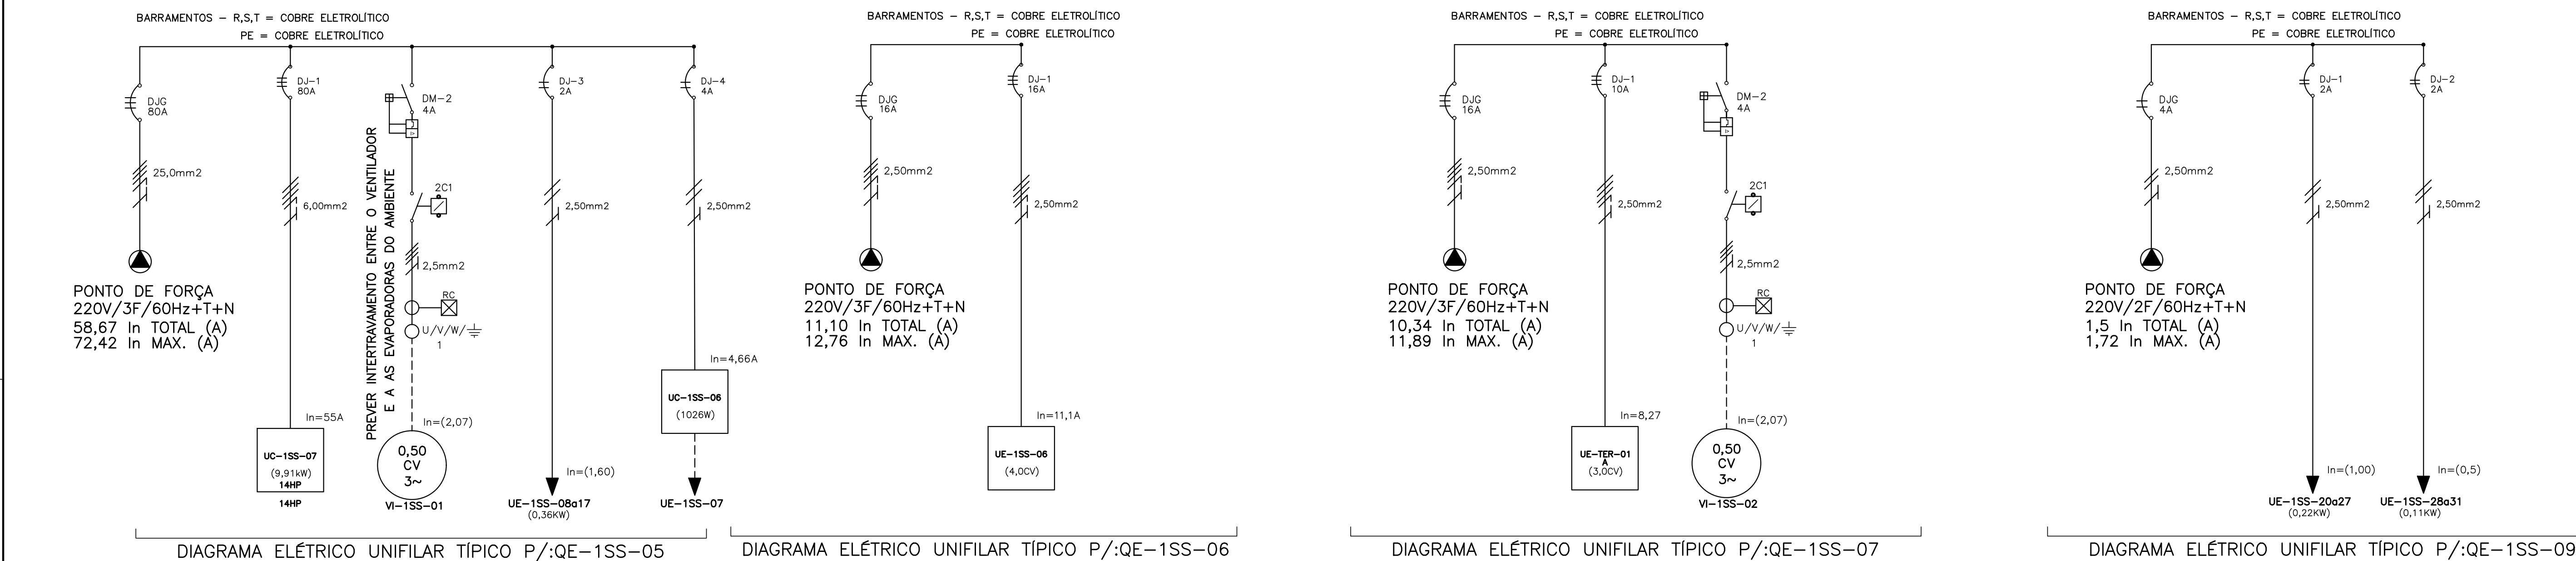 BARRAMENTOS – R,S,T = COBRE ELETROLÍTICO
PE = COBRE ELETROLÍTICO
DJG
80A
25,0mm2
PONTO DE FORÇA
220V/3F/60Hz+T+N
58,67 In TOTAL (A)
72,42 In MAX. (A)
DJ-1
80A
6,00mm2
In=55A
UC-1SS-07
(9,91kW)
14HP
14HP
PREVER INTERTRAVAMENTO ENTRE O VENTILADOR
E A AS EVAPORADORAS DO AMBIENTE
DM-2
4A
2C1
2,5mm2
RC
U/V/W/
1
In=(2,07)
0,50
CV
3~
VI-1SS-01
DJ-3
2A
2,50mm2
In=(1,60)
UE-1SS-08a17
(0,36KW)
DJ-4
4A
2,50mm2
In=4,66A
UC-1SS-06
(1026W)
UE-1SS-07
DIAGRAMA ELÉTRICO UNIFILAR TÍPICO P/:QE-1SS-05
BARRAMENTOS – R,S,T = COBRE ELETROLÍTICO
PE = COBRE ELETROLÍTICO
DJG
16A
2,50mm2
PONTO DE FORÇA
220V/3F/60Hz+T+N
11,10 In TOTAL (A)
12,76 In MAX. (A)
DJ-1
16A
2,50mm2
In=11,1A
UE-1SS-06
(4,0CV)
DIAGRAMA ELÉTRICO UNIFILAR TÍPICO P/:QE-1SS-06
BARRAMENTOS – R,S,T = COBRE ELETROLÍTICO
PE = COBRE ELETROLÍTICO
DJG
16A
2,50mm2
PONTO DE FORÇA
220V/3F/60Hz+T+N
10,34 In TOTAL (A)
11,89 In MAX. (A)
DJ-1
10A
2,50mm2
In=8,27
UE-TER-01
A
(3,0CV)
DM-2
4A
2C1
2,5mm2
RC
U/V/W/
1
In=(2,07)
0,50
CV
3~
VI-1SS-02
DIAGRAMA ELÉTRICO UNIFILAR TÍPICO P/:QE-1SS-07
BARRAMENTOS – R,S,T = COBRE ELETROLÍTICO
PE = COBRE ELETROLÍTICO
DJG
4A
2,50mm2
PONTO DE FORÇA
220V/2F/60Hz+T+N
1,5 In TOTAL (A)
1,72 In MAX. (A)
DJ-1
2A
2,50mm2
In=(1,00)
UE-1SS-20a27
(0,22KW)
DJ-2
2A
2,50mm2
In=(0,5)
UE-1SS-28a31
(0,11KW)
DIAGRAMA ELÉTRICO UNIFILAR TÍPICO P/:QE-1SS-09